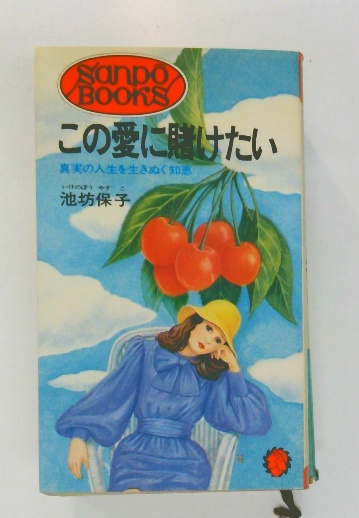 Sanpō
BOOKS
この愛に賭けたい
真実の人生を生きぬく知恵
いけのぼう やす こ
池坊保子